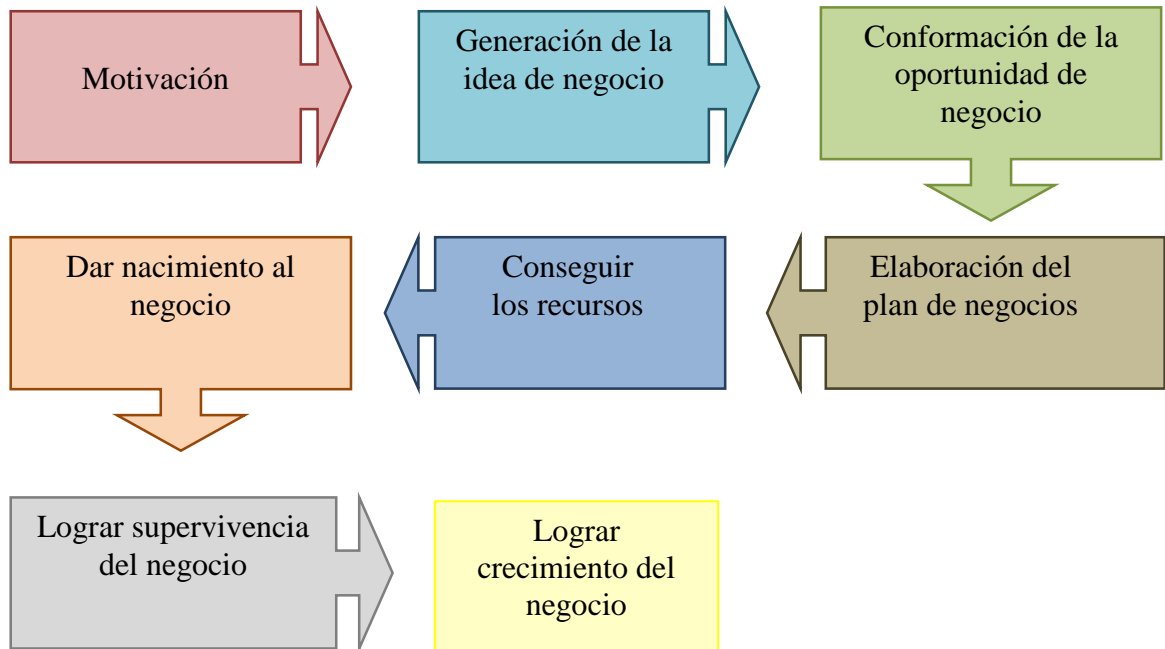 Motivación
Generación de la
idea de negocio
Conformación de la
oportunidad de
negocio
Elaboración del
plan de negocios
Conseguir
los recursos
Dar nacimiento al
negocio
Lograr supervivencia
del negocio
Lograr
crecimiento del
negocio